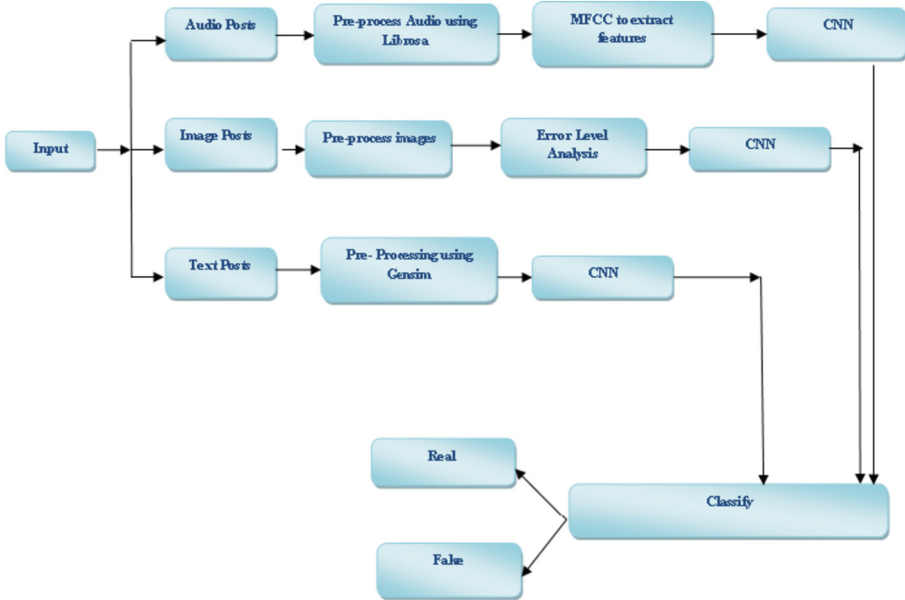 Audio Posts
Pre-process Audio using
Librosa
MFCC to extract
features
CNN
Input
Image Posts
Pre-process images
Error Level
Analysis
CNN
Text Posts
Pre- Processing using
Gensim
CNN
Real
Classify
Fake